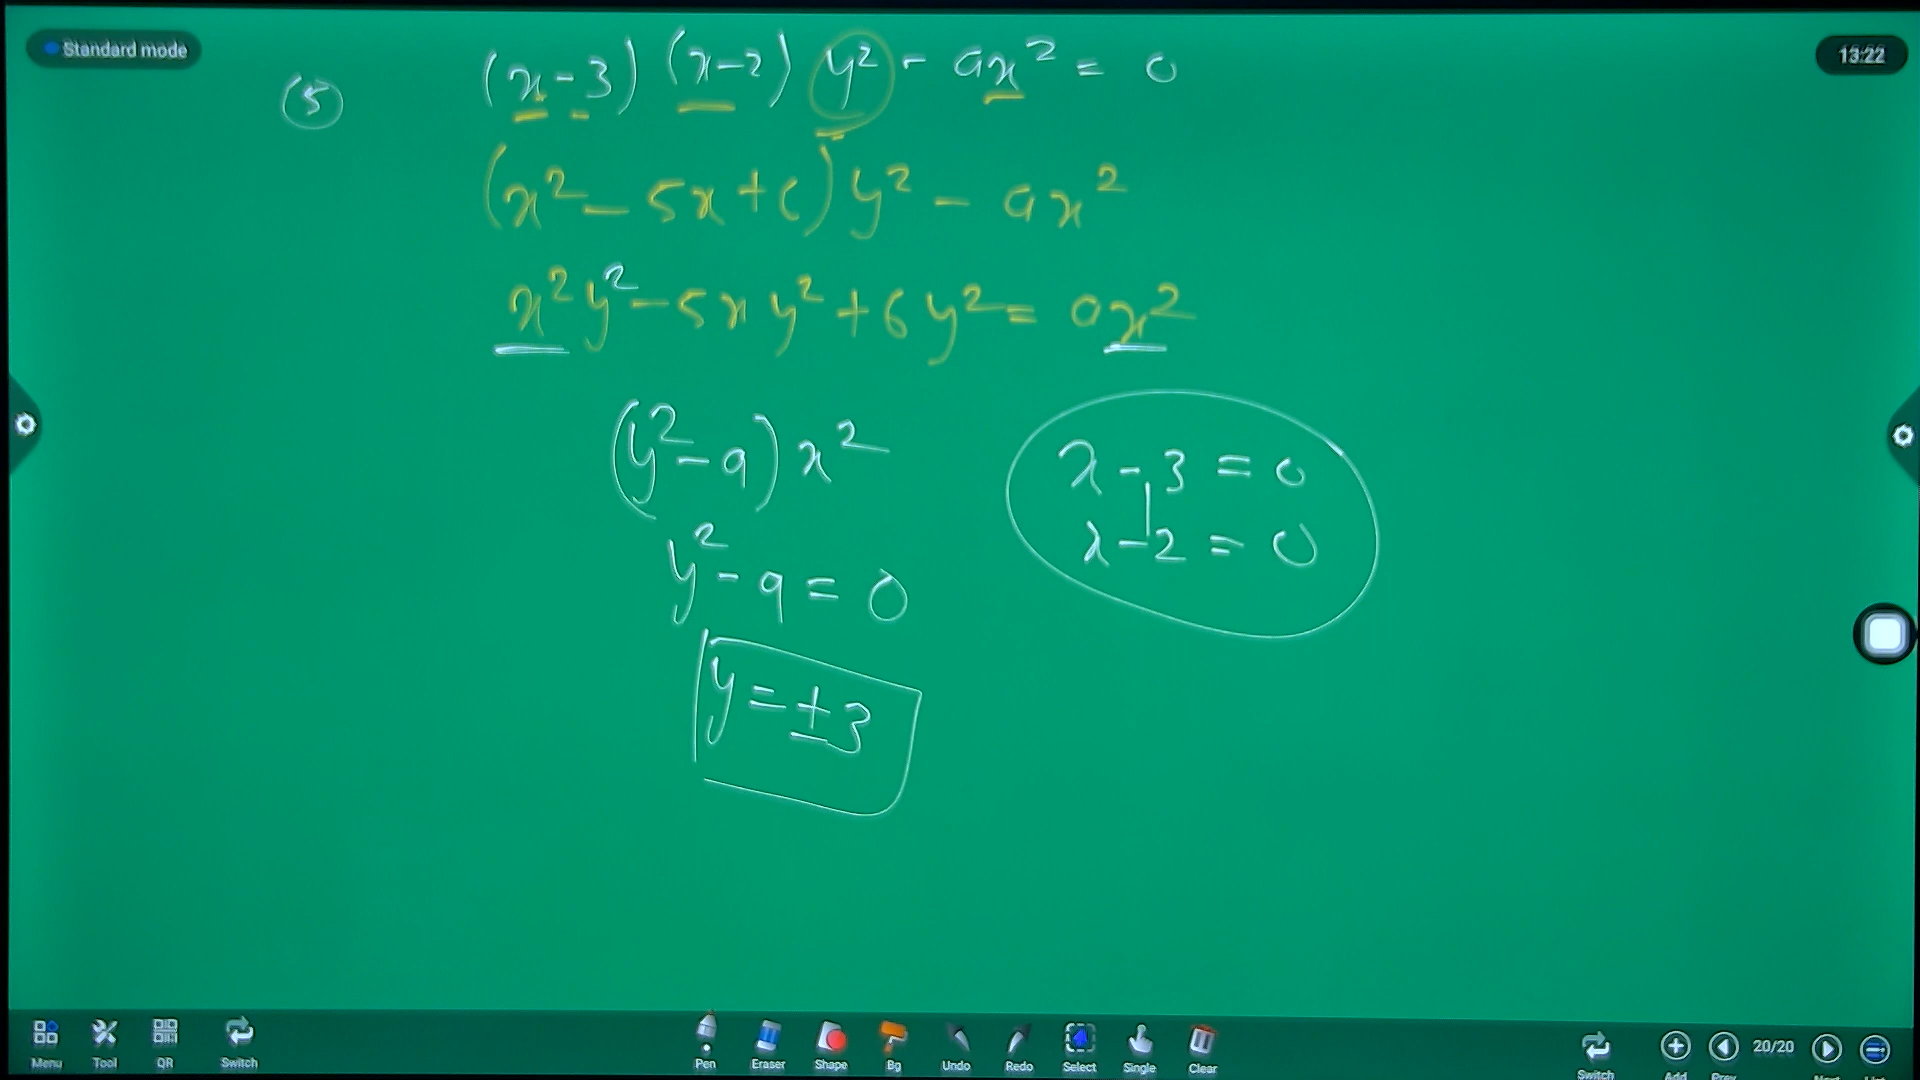 Standard mode
13:22
(5) (x-3) (x-2) y² - 9x² = 0
(x² - 5x + 6) y² - 9x²
x²y² - 5xy² + 6y² = 9x²
(y² - 9) x²
x - 3 = 0
x - 2 = 0
y² - 9 = 0
y = ± 3
Menu Tool QR Switch Pen Eraser Shape Bg Undo Redo Select Single Clear Switch Add Prev 20/20